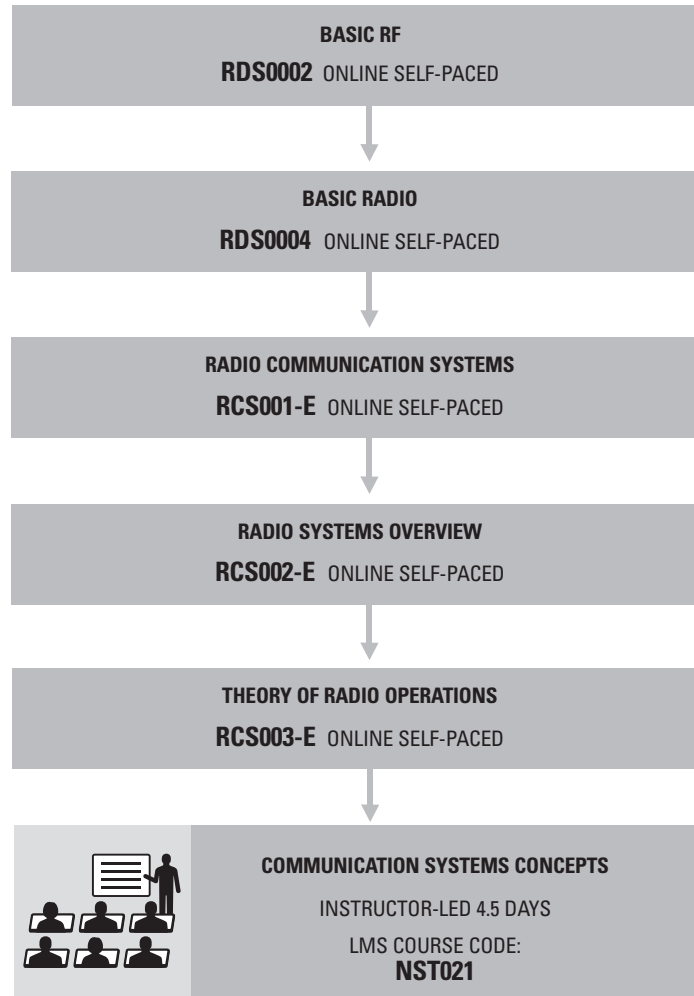 BASIC RF
RDS0002 ONLINE SELF-PACED
BASIC RADIO
RDS0004 ONLINE SELF-PACED
RADIO COMMUNICATION SYSTEMS
RCS001-E ONLINE SELF-PACED
RADIO SYSTEMS OVERVIEW
RCS002-E ONLINE SELF-PACED
THEORY OF RADIO OPERATIONS
RCS003-E ONLINE SELF-PACED
COMMUNICATION SYSTEMS CONCEPTS
INSTRUCTOR-LED 4.5 DAYS
LMS COURSE CODE:
NST021